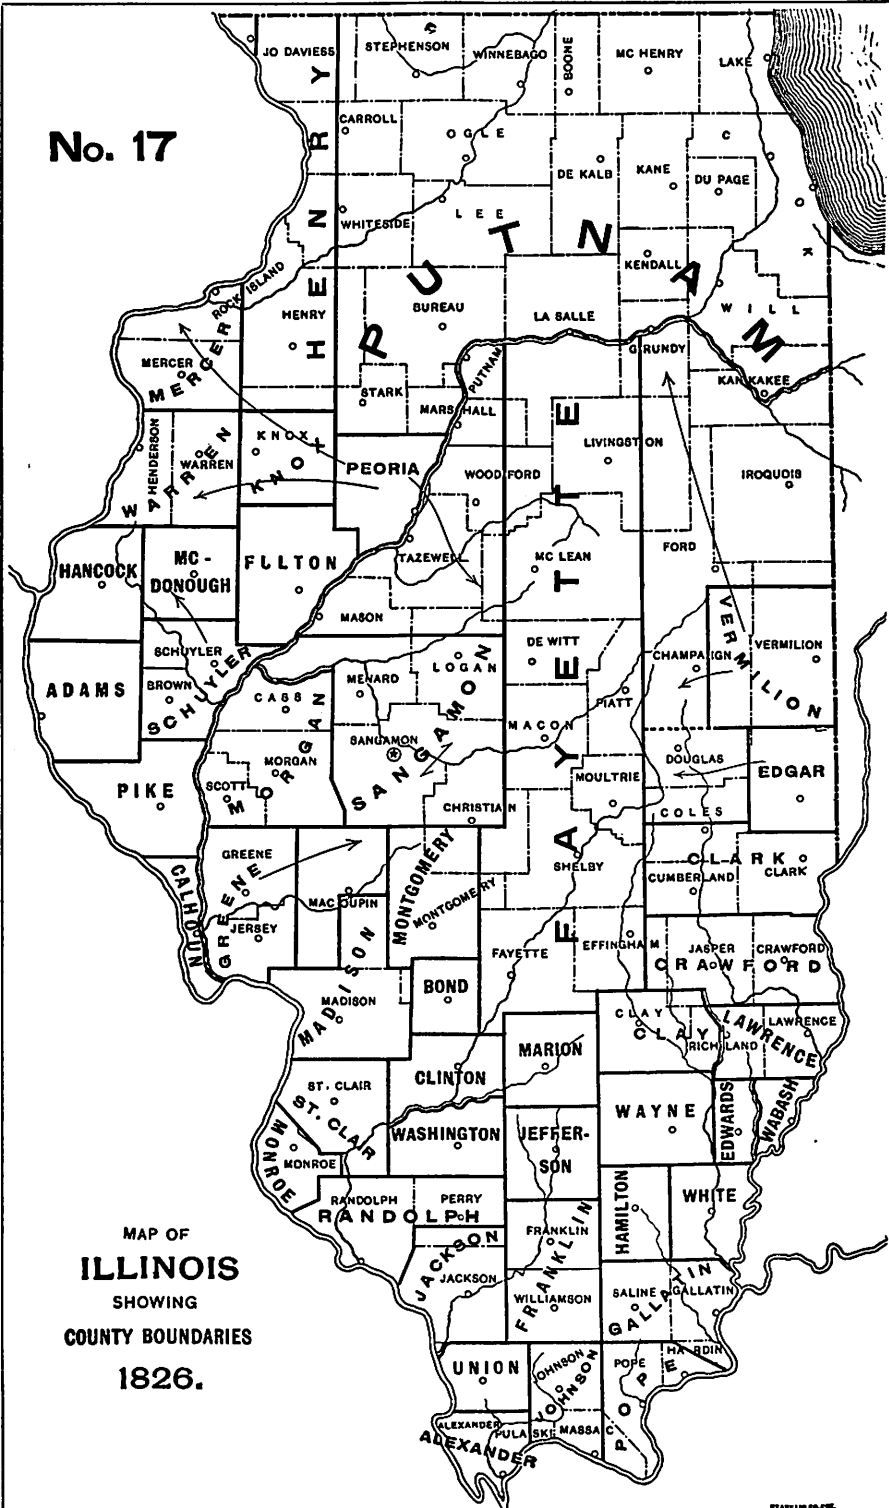 No. 17
JO DAVIESS
STEPHENSON
WINNEBAGO
BOONE
MC HENRY
LAKE
CARROLL
OGLE
DE KALB
KANE
DU PAGE
COOK
WHITESIDE
LEE
KENDALL
WILL
HENRY
PUTNAM
ROCK ISLAND
HENRY
BUREAU
LA SALLE
GRUNDY
KANKAKEE
MERCER
MERCER
STARK
PUTNAM
MARSHALL
LIVINGSTON
IROQUOIS
HENDERSON
WARREN
WARREN
KNOX
KNOX
PEORIA
WOODFORD
FORD
HANCOCK
MC-
DONOUGH
FULTON
TAZEWELL
MC LEAN
MASON
VERMILION
VERMILION
CHAMPAIGN
SCHUYLER
SCHUYLER
BROWN
ADAMS
CASS
MENARD
LOGAN
DE WITT
PIATT
MACON
SANGAMON
SANGAMON
MORGAN
MORGAN
SCOTT
PIKE
CHRISTIAN
MOULTRIE
DOUGLAS
EDGAR
COLES
FAYETTE
SHELBY
CLARK
CLARK
CUMBERLAND
CALHOUN
GREENE
GREENE
JERSEY
MACOUPIN
MONTGOMERY
MONTGOMERY
FAYETTE
EFFINGHAM
JASPER
CRAWFORD
CRAWFORD
MADISON
MADISON
BOND
CLAY
CLAY
RICHLAND
LAWRENCE
LAWRENCE
MARION
CLINTON
ST. CLAIR
ST. CLAIR
WASHINGTON
JEFFER-
SON
WAYNE
EDWARDS
WABASH
MONROE
MONROE
RANDOLPH
PERRY
RANDOLPH
HAMILTON
WHITE
JACKSON
JACKSON
FRANKLIN
FRANKLIN
WILLIAMSON
SALINE
GALLATIN
GALLATIN
UNION
JOHNSON
JOHNSON
POPE
POPE
HARDIN
ALEXANDER
ALEXANDER
PULASKI
MASSAC
MAP OF
ILLINOIS
SHOWING
COUNTY BOUNDARIES
1826.